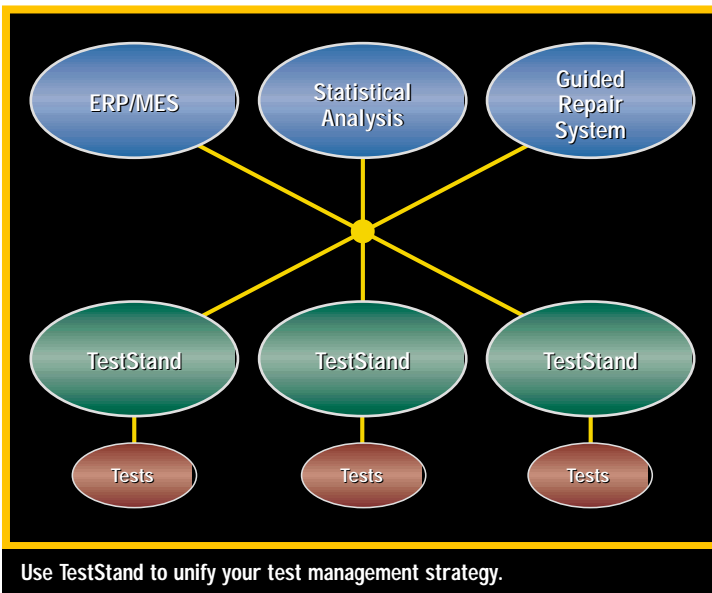 ERP/MES
Statistical
Analysis
Guided
Repair
System
TestStand
TestStand
TestStand
Tests
Tests
Tests
Use TestStand to unify your test management strategy.